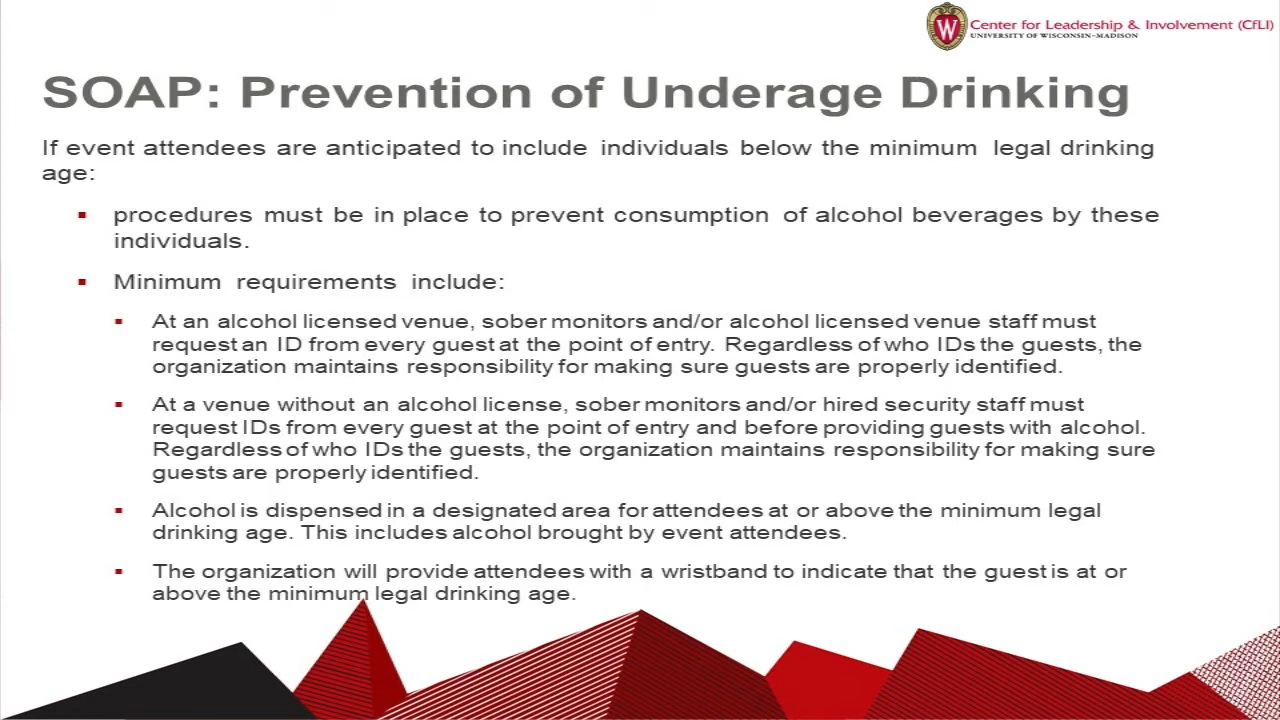 Center for Leadership & Involvement (CfLI)
UNIVERSITY OF WISCONSIN–MADISON
SOAP: Prevention of Underage Drinking
If event attendees are anticipated to include individuals below the minimum legal drinking
age:
▪ procedures must be in place to prevent consumption of alcohol beverages by these
individuals.
▪ Minimum requirements include:
▪ At an alcohol licensed venue, sober monitors and/or alcohol licensed venue staff must
request an ID from every guest at the point of entry. Regardless of who IDs the guests, the
organization maintains responsibility for making sure guests are properly identified.
▪ At a venue without an alcohol license, sober monitors and/or hired security staff must
request IDs from every guest at the point of entry and before providing guests with alcohol.
Regardless of who IDs the guests, the organization maintains responsibility for making sure
guests are properly identified.
▪ Alcohol is dispensed in a designated area for attendees at or above the minimum legal
drinking age. This includes alcohol brought by event attendees.
▪ The organization will provide attendees with a wristband to indicate that the guest is at or
above the minimum legal drinking age.